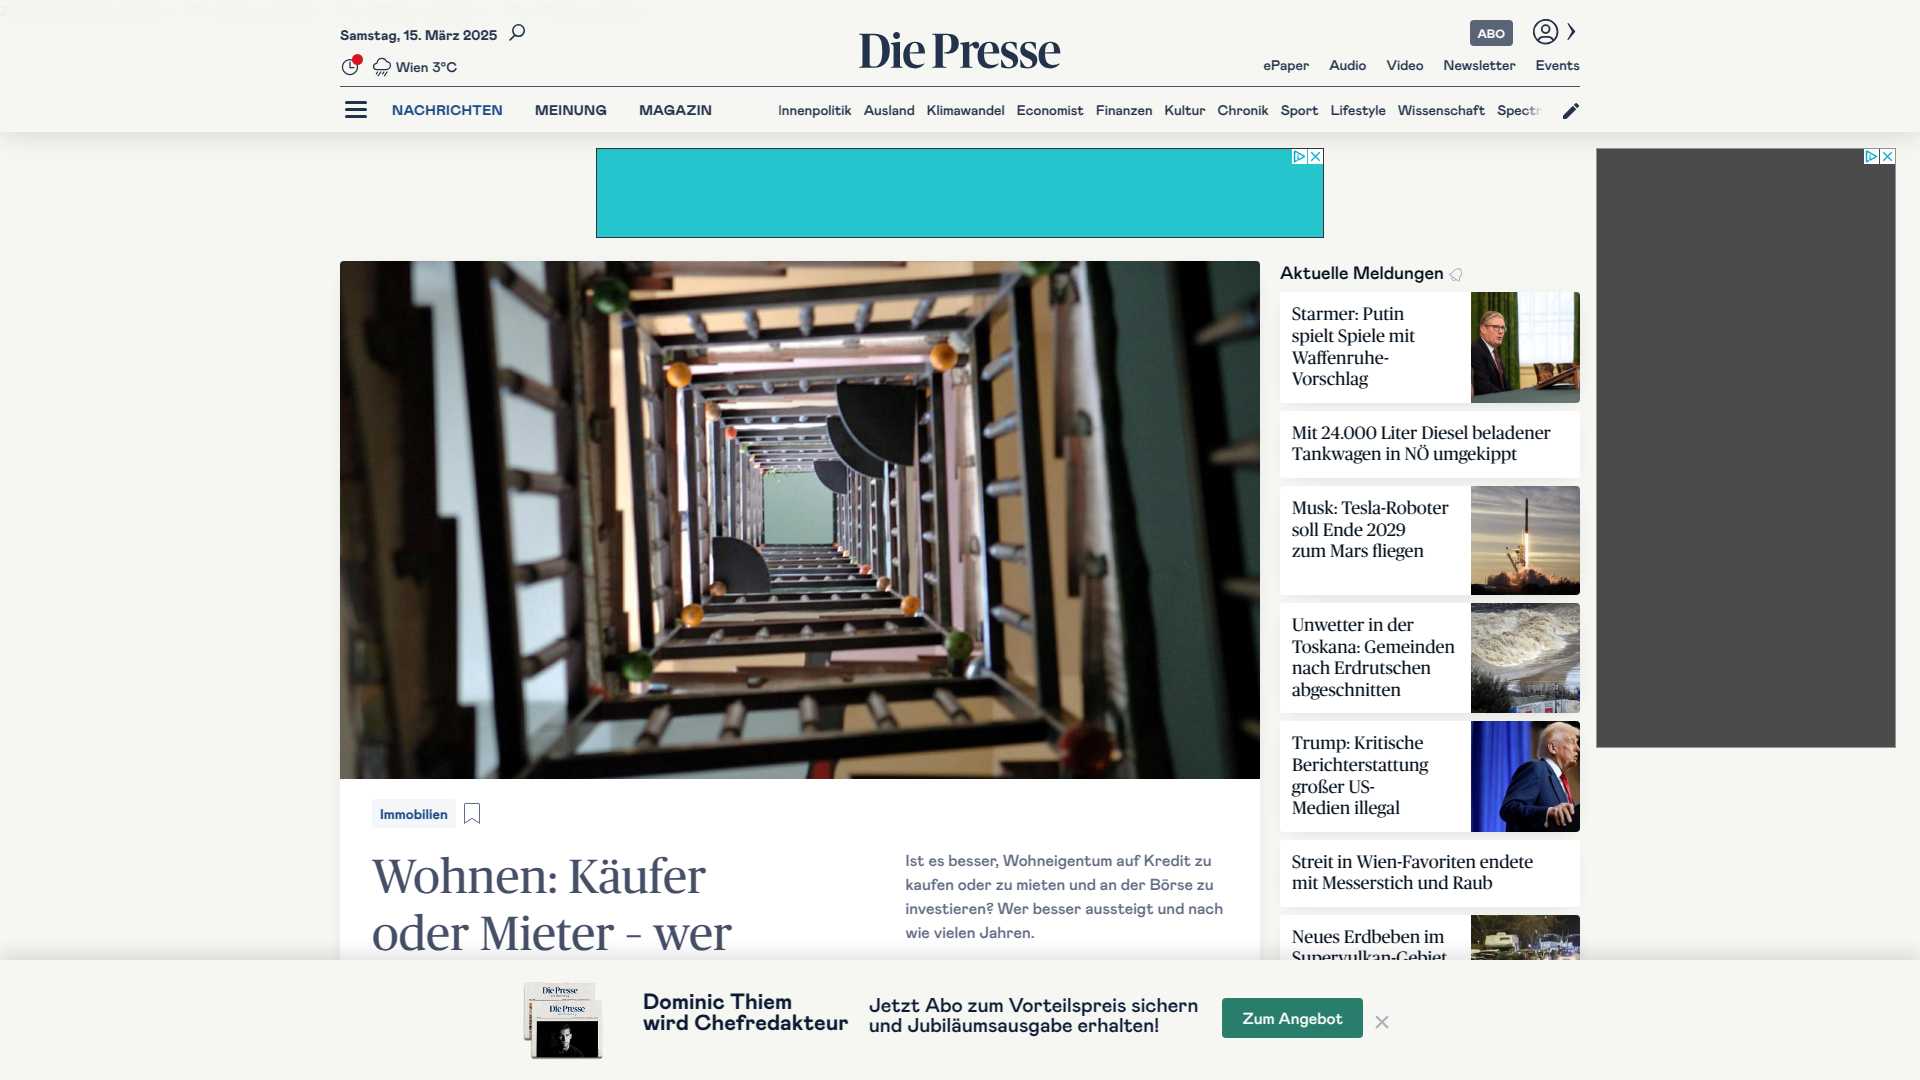 Samstag, 15. März 2025
Wien 3°C
Die Presse
ABO
ePaper Audio Video Newsletter Events
NACHRICHTEN MEINUNG MAGAZIN
Innenpolitik Ausland Klimawandel Economist Finanzen Kultur Chronik Sport Lifestyle Wissenschaft Spectr
Immobilien
Wohnen: Käufer
oder Mieter – wer
Ist es besser, Wohneigentum auf Kredit zu
kaufen oder zu mieten und an der Börse zu
investieren? Wer besser aussteigt und nach
wie vielen Jahren.
Aktuelle Meldungen
Starmer: Putin
spielt Spiele mit
Waffenruhe-
Vorschlag
Mit 24.000 Liter Diesel beladener
Tankwagen in NÖ umgekippt
Musk: Tesla-Roboter
soll Ende 2029
zum Mars fliegen
Unwetter in der
Toskana: Gemeinden
nach Erdrutschen
abgeschnitten
Trump: Kritische
Berichterstattung
großer US-
Medien illegal
Streit in Wien-Favoriten endete
mit Messerstich und Raub
Neues Erdbeben im
Supervulkan-Gebiet
Die Presse
Die Presse
Dominic Thiem
wird Chefredakteur
Jetzt Abo zum Vorteilspreis sichern
und Jubiläumsausgabe erhalten!
Zum Angebot